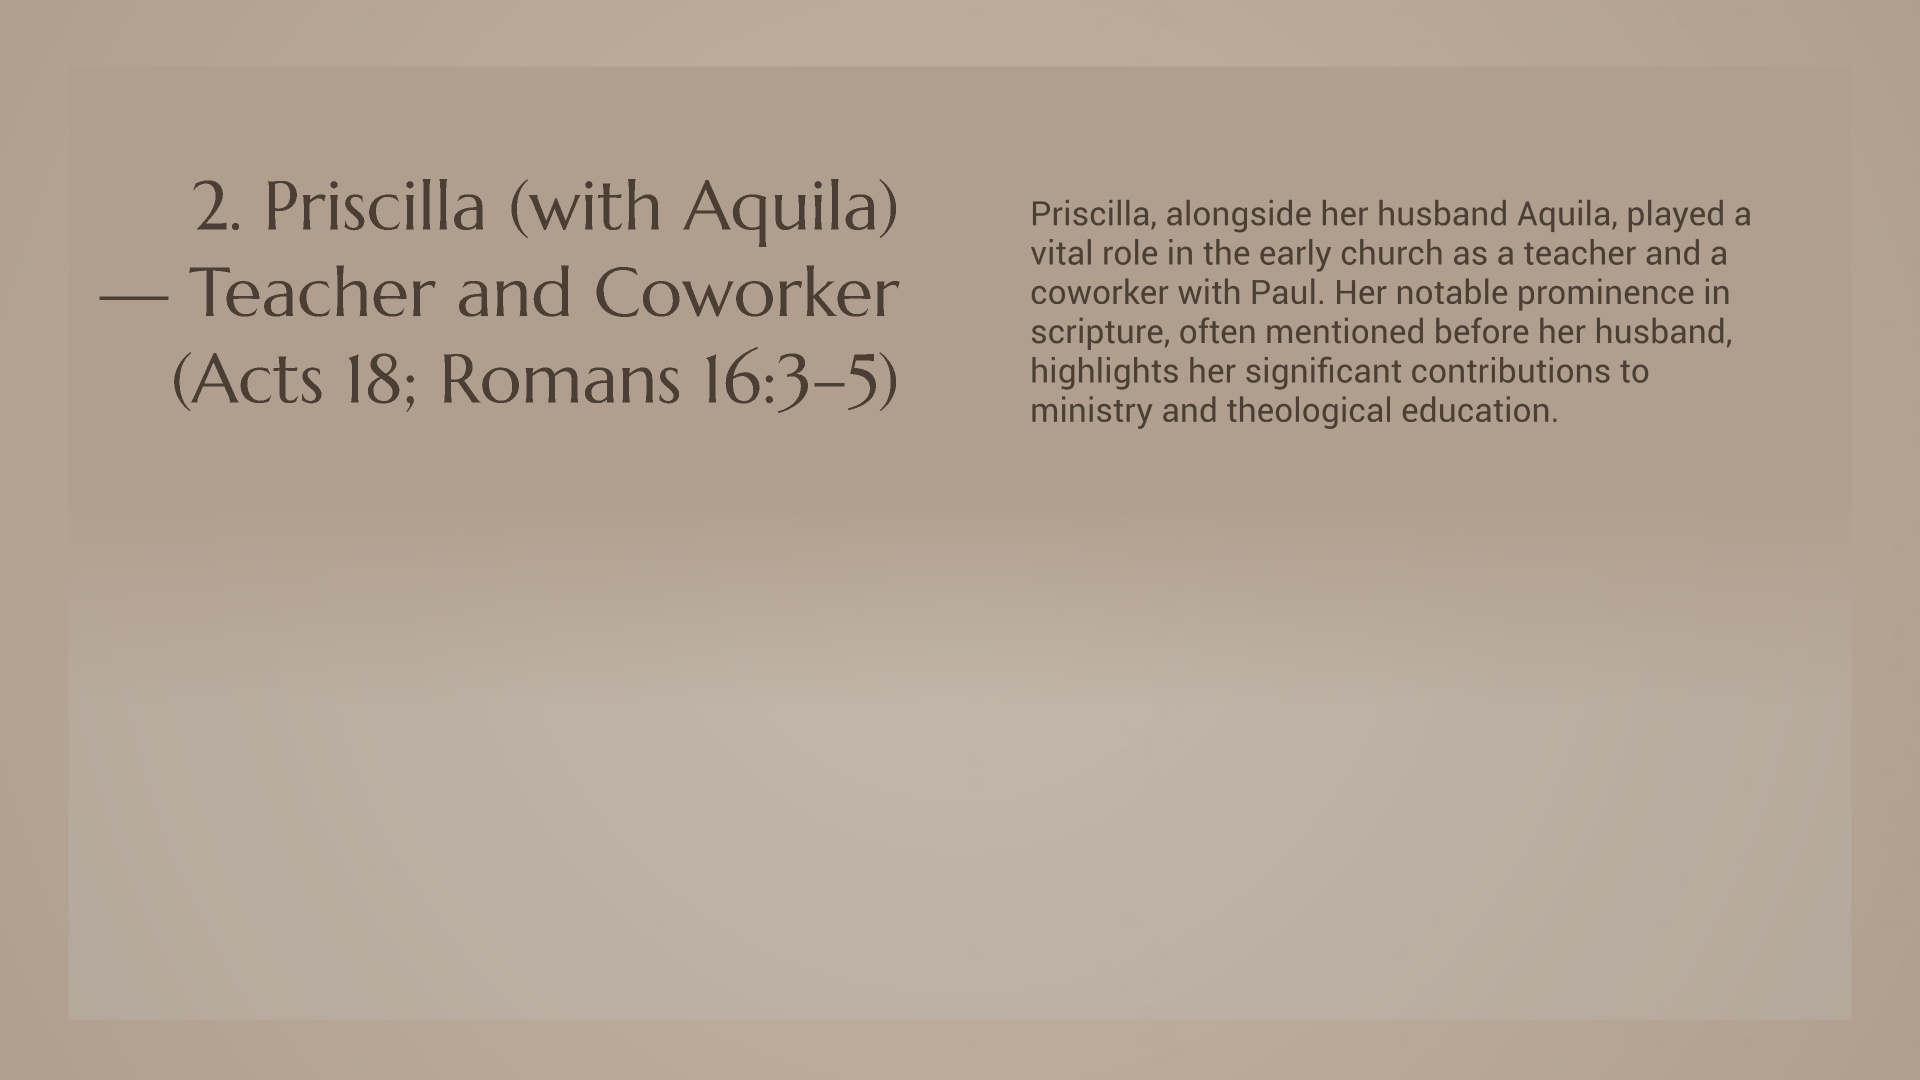 2. Priscilla (with Aquila)
— Teacher and Coworker
(Acts 18; Romans 16:3–5)
Priscilla, alongside her husband Aquila, played a
vital role in the early church as a teacher and a
coworker with Paul. Her notable prominence in
scripture, often mentioned before her husband,
highlights her significant contributions to
ministry and theological education.